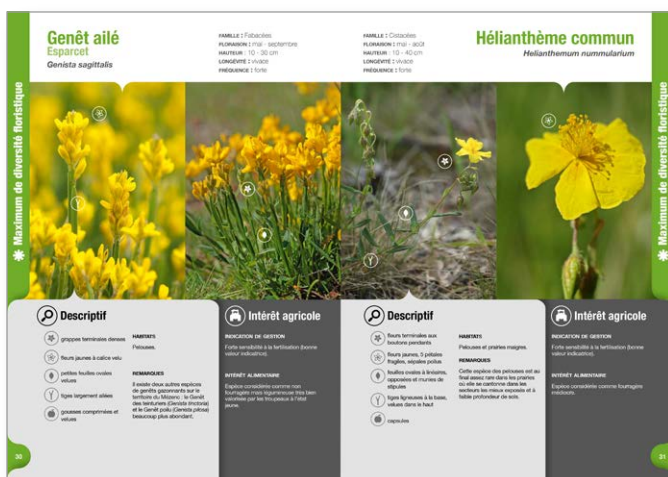 Genêt ailé
Esparcet
Genista sagittalis
FAMILLE : Fabacées
FLORAISON : mai - septembre
HAUTEUR : 10 - 30 cm
LONGÉVITÉ : vivace
FRÉQUENCE : forte
FAMILLE : Cistacées
FLORAISON : mai - août
HAUTEUR : 10 - 40 cm
LONGÉVITÉ : vivace
FRÉQUENCE : forte
Hélianthème commun
Helianthemum nummularium
Maximum de diversité floristique
Maximum de diversité floristique
Descriptif
grappes terminales denses
fleurs jaunes à calice velu
petites feuilles ovales
velues
tiges largement ailées
gousses comprimées et
velues
HABITATS
Pelouses.
REMARQUES
Il existe deux autres espèces
de genêts gazonnants sur le
territoire du Mézenc : le Genêt
des teinturiers (Genista tinctoria)
et le Genêt poilu (Genista pilosa)
beaucoup plus abondant.
Intérêt agricole
INDICATION DE GESTION
Forte sensibilité à la fertilisation (bonne
valeur indicatrice).
INTÉRÊT ALIMENTAIRE
Espèce considérée comme non
fourragère mais légumineuse très bien
valorisée par les troupeaux à l'état
jeune.
Descriptif
fleurs terminales aux
boutons pendants
fleurs jaunes, 5 pétales
fragiles, sépales poilus
feuilles ovales à linéaires,
opposées et munies de
stipules
tiges ligneuses à la base,
velues dans le haut
capsules
HABITATS
Pelouses et prairies maigres.
REMARQUES
Cette espèce des pelouses est au
final assez rare dans les prairies
où elle se cantonne dans les
secteurs les mieux exposés et à
faible profondeur de sols.
Intérêt agricole
INDICATION DE GESTION
Forte sensibilité à la fertilisation (bonne
valeur indicatrice).
INTÉRÊT ALIMENTAIRE
Espèce considérée comme fourragère
médiocre.
30
31